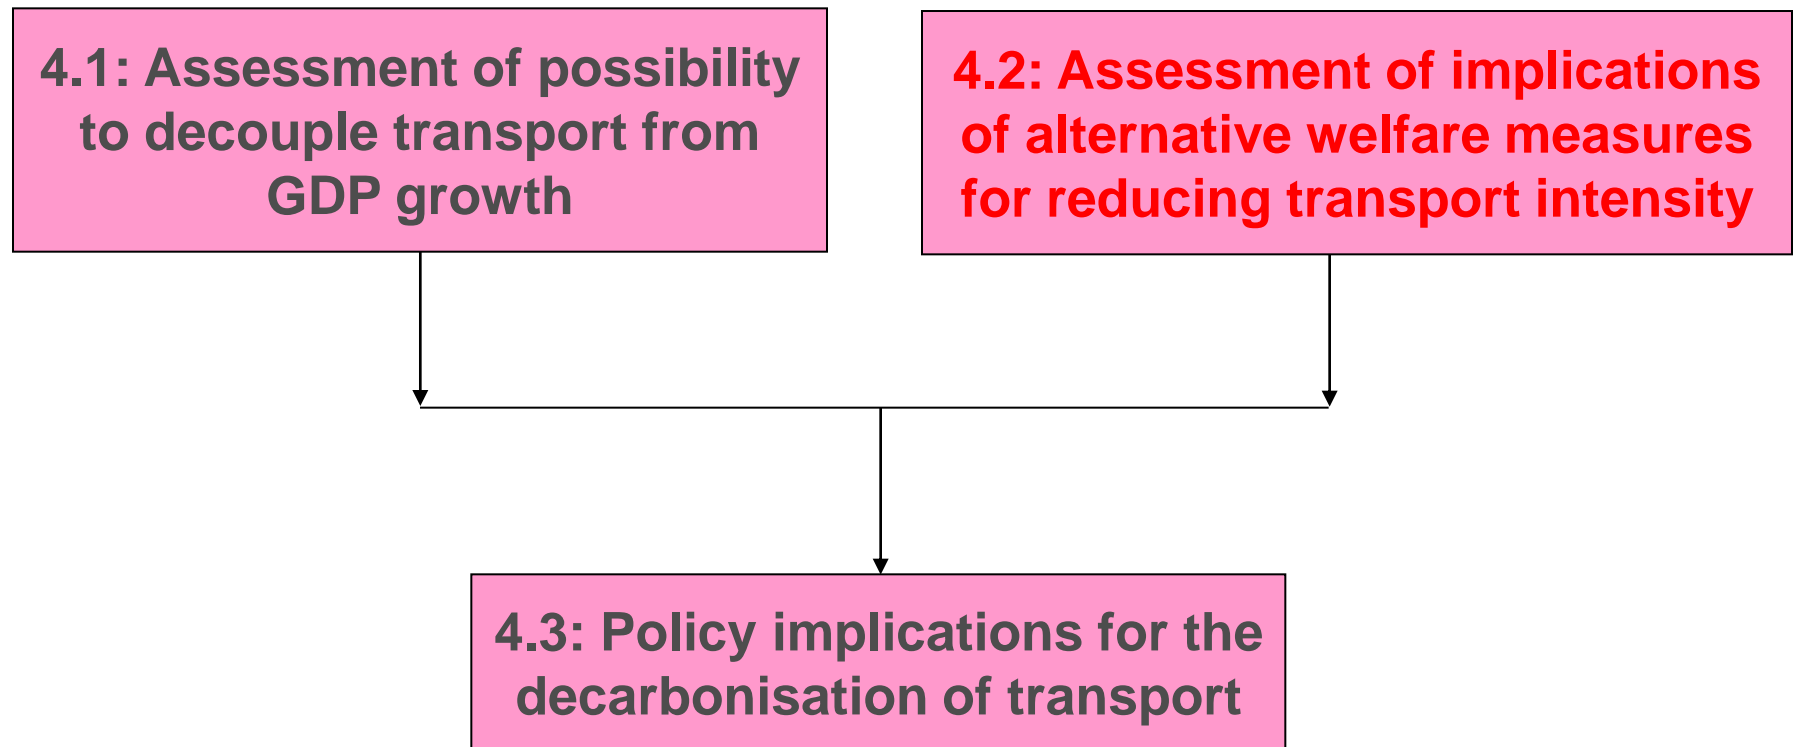 4.1: Assessment of possibility
to decouple transport from
GDP growth
4.2: Assessment of implications
of alternative welfare measures
for reducing transport intensity
4.3: Policy implications for the
decarbonisation of transport